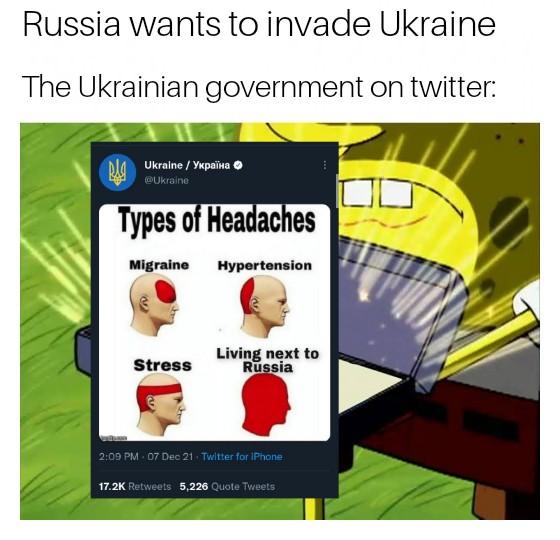 Russia wants to invade Ukraine
The Ukrainian government on twitter:
Ukraine / Україна
@Ukraine
Types of Headaches
Migraine
Hypertension
Stress
Living next to
Russia
imgflip.com
2:09 PM · 07 Dec 21 · Twitter for iPhone
17.2K Retweets 5,226 Quote Tweets